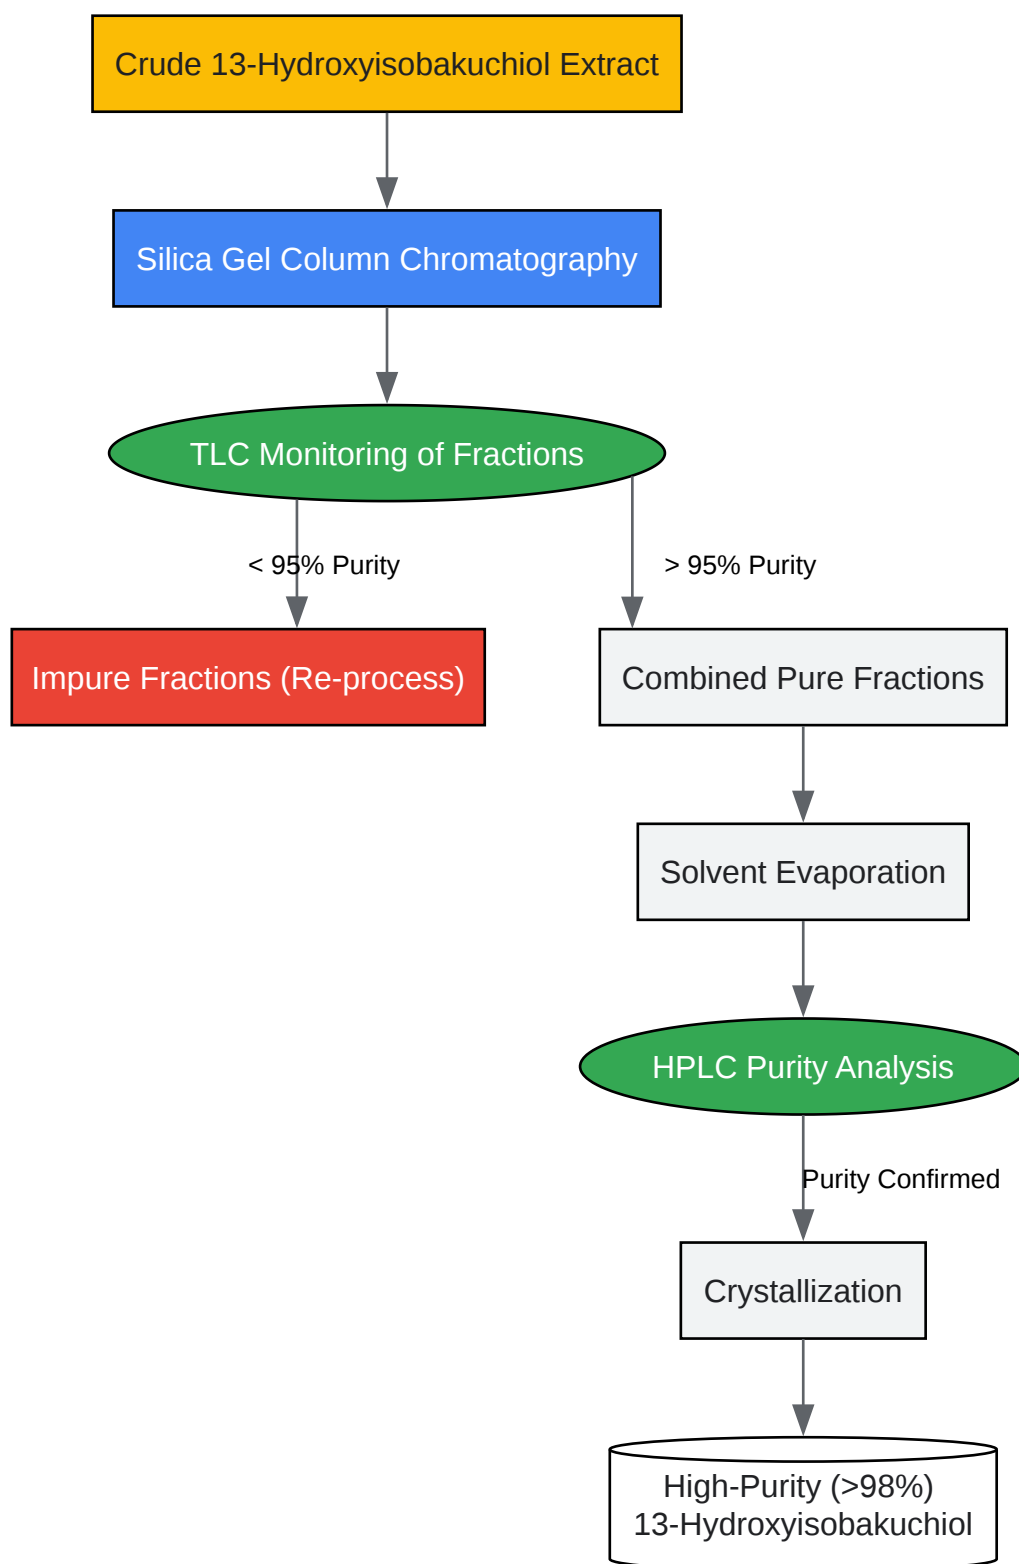 Crude 13-Hydroxyisobakuchiol Extract
Silica Gel Column Chromatography
TLC Monitoring of Fractions
< 95% Purity
> 95% Purity
Impure Fractions (Re-process)
Combined Pure Fractions
Solvent Evaporation
HPLC Purity Analysis
Purity Confirmed
Crystallization
High-Purity (>98%)
13-Hydroxyisobakuchiol